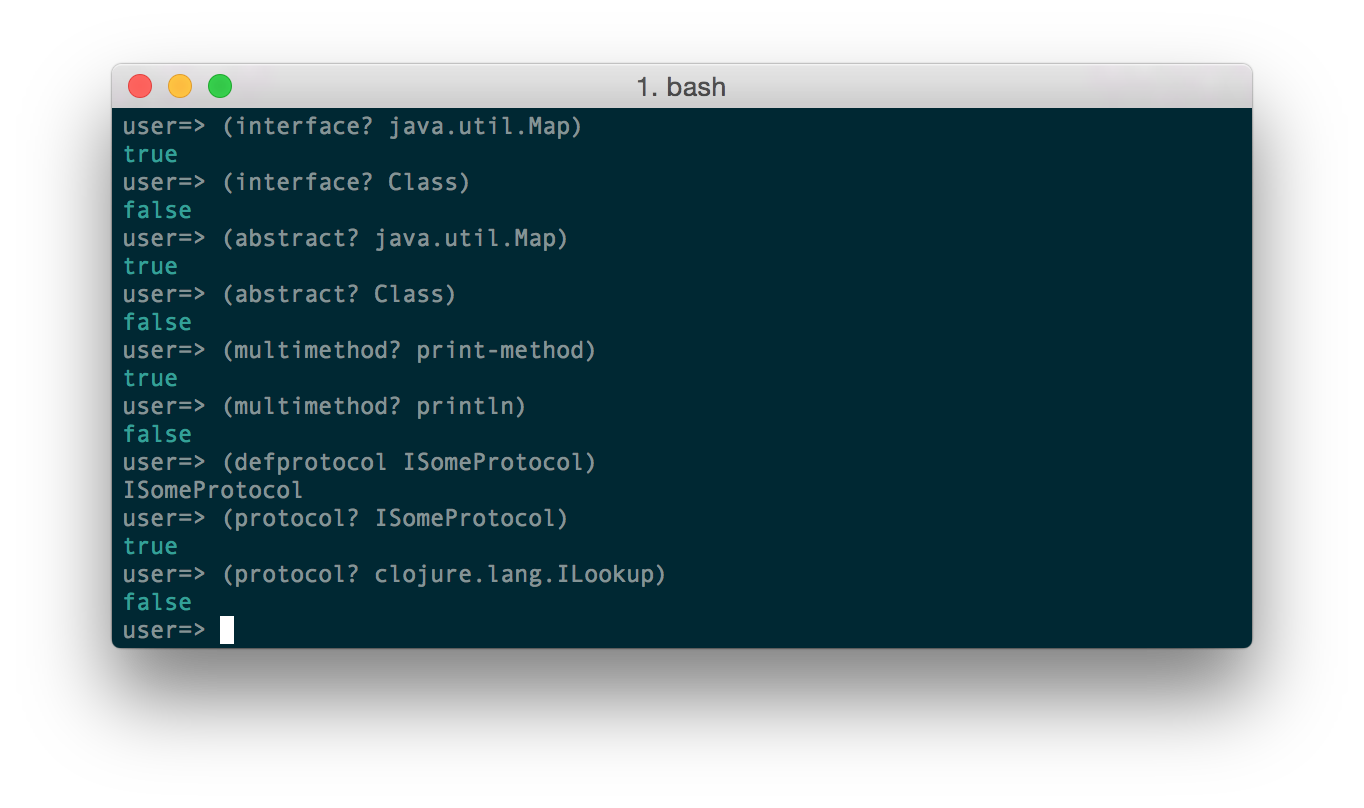 1. bash
user=> (interface? java.util.Map)
true
user=> (interface? Class)
false
user=> (abstract? java.util.Map)
true
user=> (abstract? Class)
false
user=> (multimethod? print-method)
true
user=> (multimethod? println)
false
user=> (defprotocol ISomeProtocol)
ISomeProtocol
user=> (protocol? ISomeProtocol)
true
user=> (protocol? clojure.lang.ILookup)
false
user=>